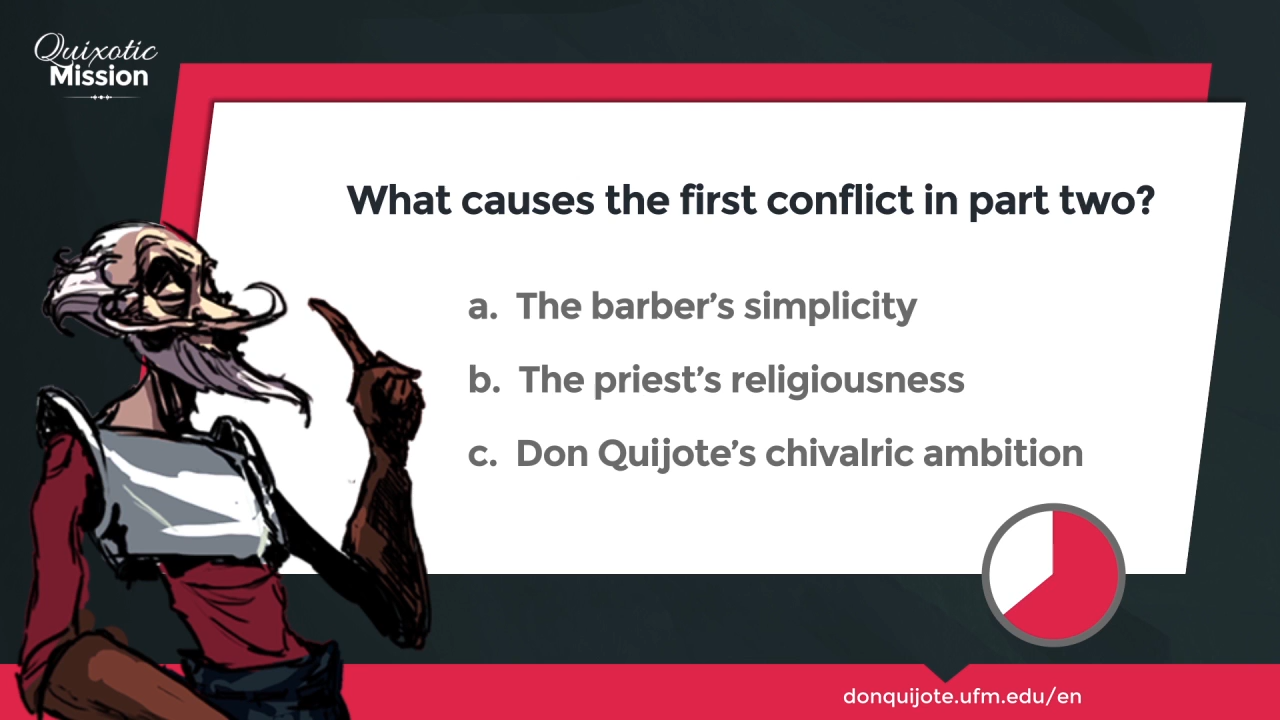 Quixotic
Mission
What causes the first conflict in part two?
a. The barber’s simplicity
b. The priest’s religiousness
c. Don Quijote’s chivalric ambition
donquijote.ufm.edu/en